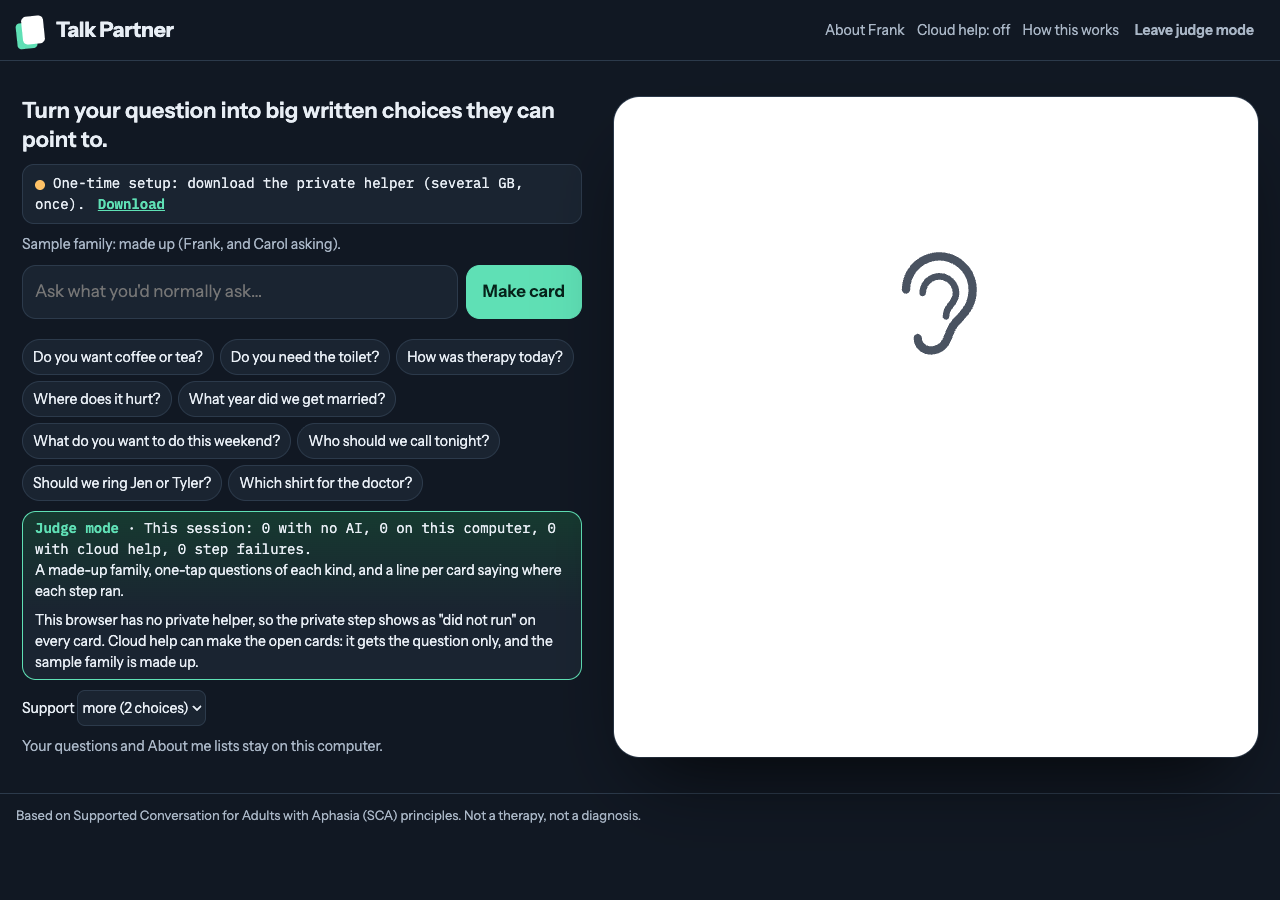 Talk Partner
About Frank Cloud help: off How this works Leave judge mode
Turn your question into big written choices they can
point to.
One-time setup: download the private helper (several GB,
once). Download
Sample family: made up (Frank, and Carol asking).
Ask what you'd normally ask...
Make card
Do you want coffee or tea? Do you need the toilet? How was therapy today?
Where does it hurt? What year did we get married?
What do you want to do this weekend? Who should we call tonight?
Should we ring Jen or Tyler? Which shirt for the doctor?
Judge mode · This session: 0 with no AI, 0 on this computer, 0
with cloud help, 0 step failures.
A made-up family, one-tap questions of each kind, and a line per card saying where
each step ran.
This browser has no private helper, so the private step shows as "did not run" on
every card. Cloud help can make the open cards: it gets the question only, and the
sample family is made up.
Support more (2 choices)
Your questions and About me lists stay on this computer.
Based on Supported Conversation for Adults with Aphasia (SCA) principles. Not a therapy, not a diagnosis.